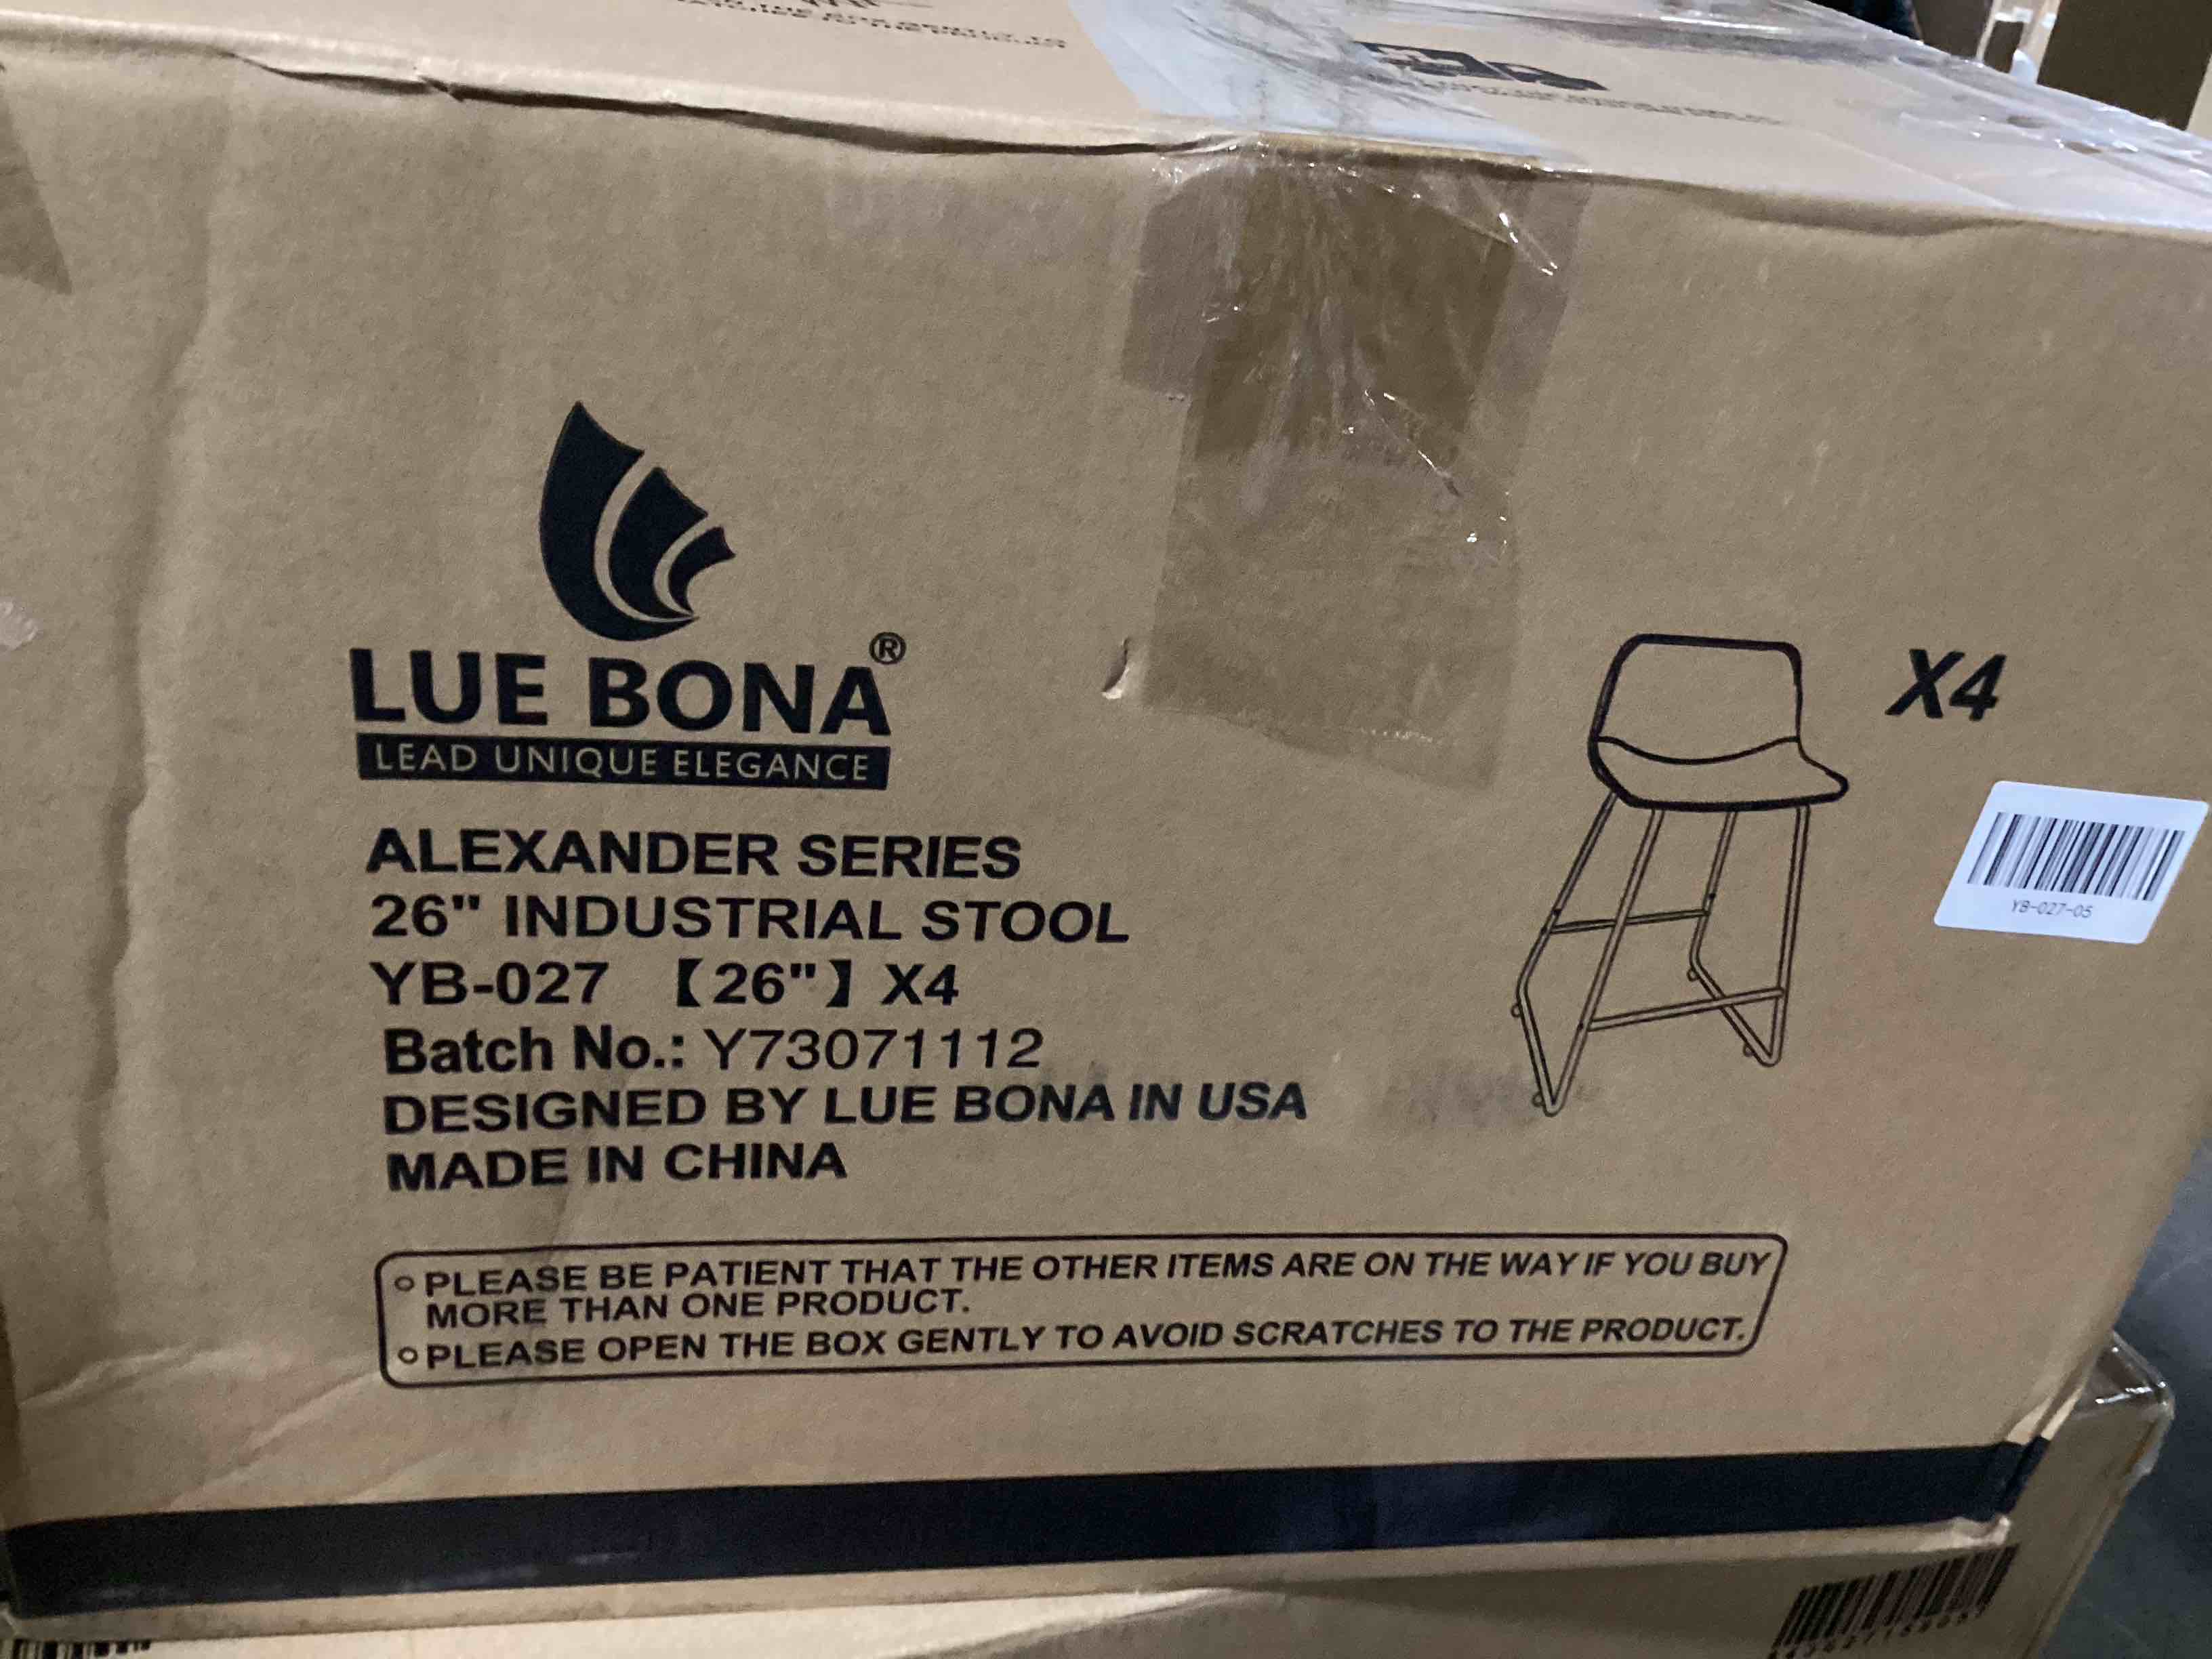 LUE BONA®
LEAD UNIQUE ELEGANCE
X4
YB-027-05
ALEXANDER SERIES
26" INDUSTRIAL STOOL
YB-027 【26"】X4
Batch No.: Y73071112
DESIGNED BY LUE BONA IN USA
MADE IN CHINA
PLEASE BE PATIENT THAT THE OTHER ITEMS ARE ON THE WAY IF YOU BUY
MORE THAN ONE PRODUCT.
PLEASE OPEN THE BOX GENTLY TO AVOID SCRATCHES TO THE PRODUCT.